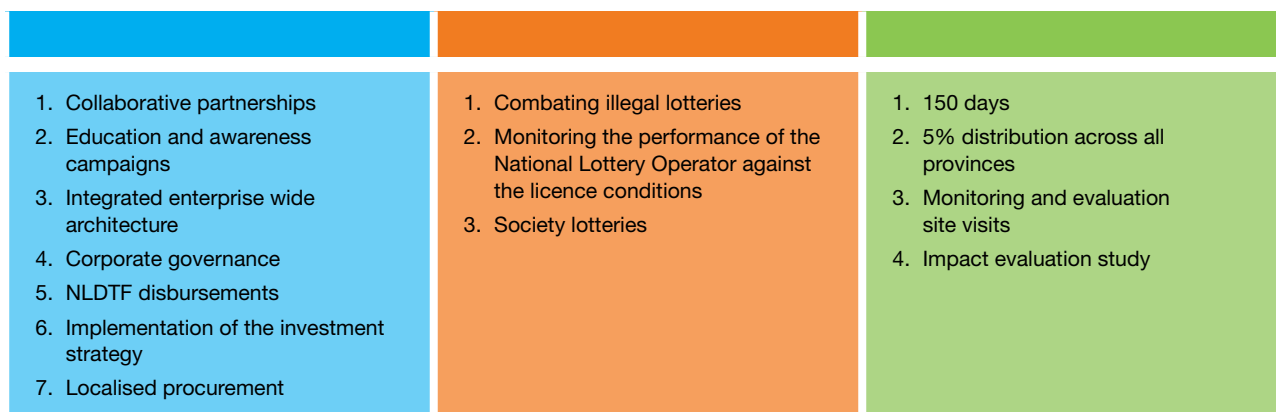 1. Collaborative partnerships
2. Education and awareness
campaigns
3. Integrated enterprise wide
architecture
4. Corporate governance
5. NLDTF disbursements
6. Implementation of the investment
strategy
7. Localised procurement
1. Combating illegal lotteries
2. Monitoring the performance of the
National Lottery Operator against
the licence conditions
3. Society lotteries
1. 150 days
2. 5% distribution across all
provinces
3. Monitoring and evaluation
site visits
4. Impact evaluation study